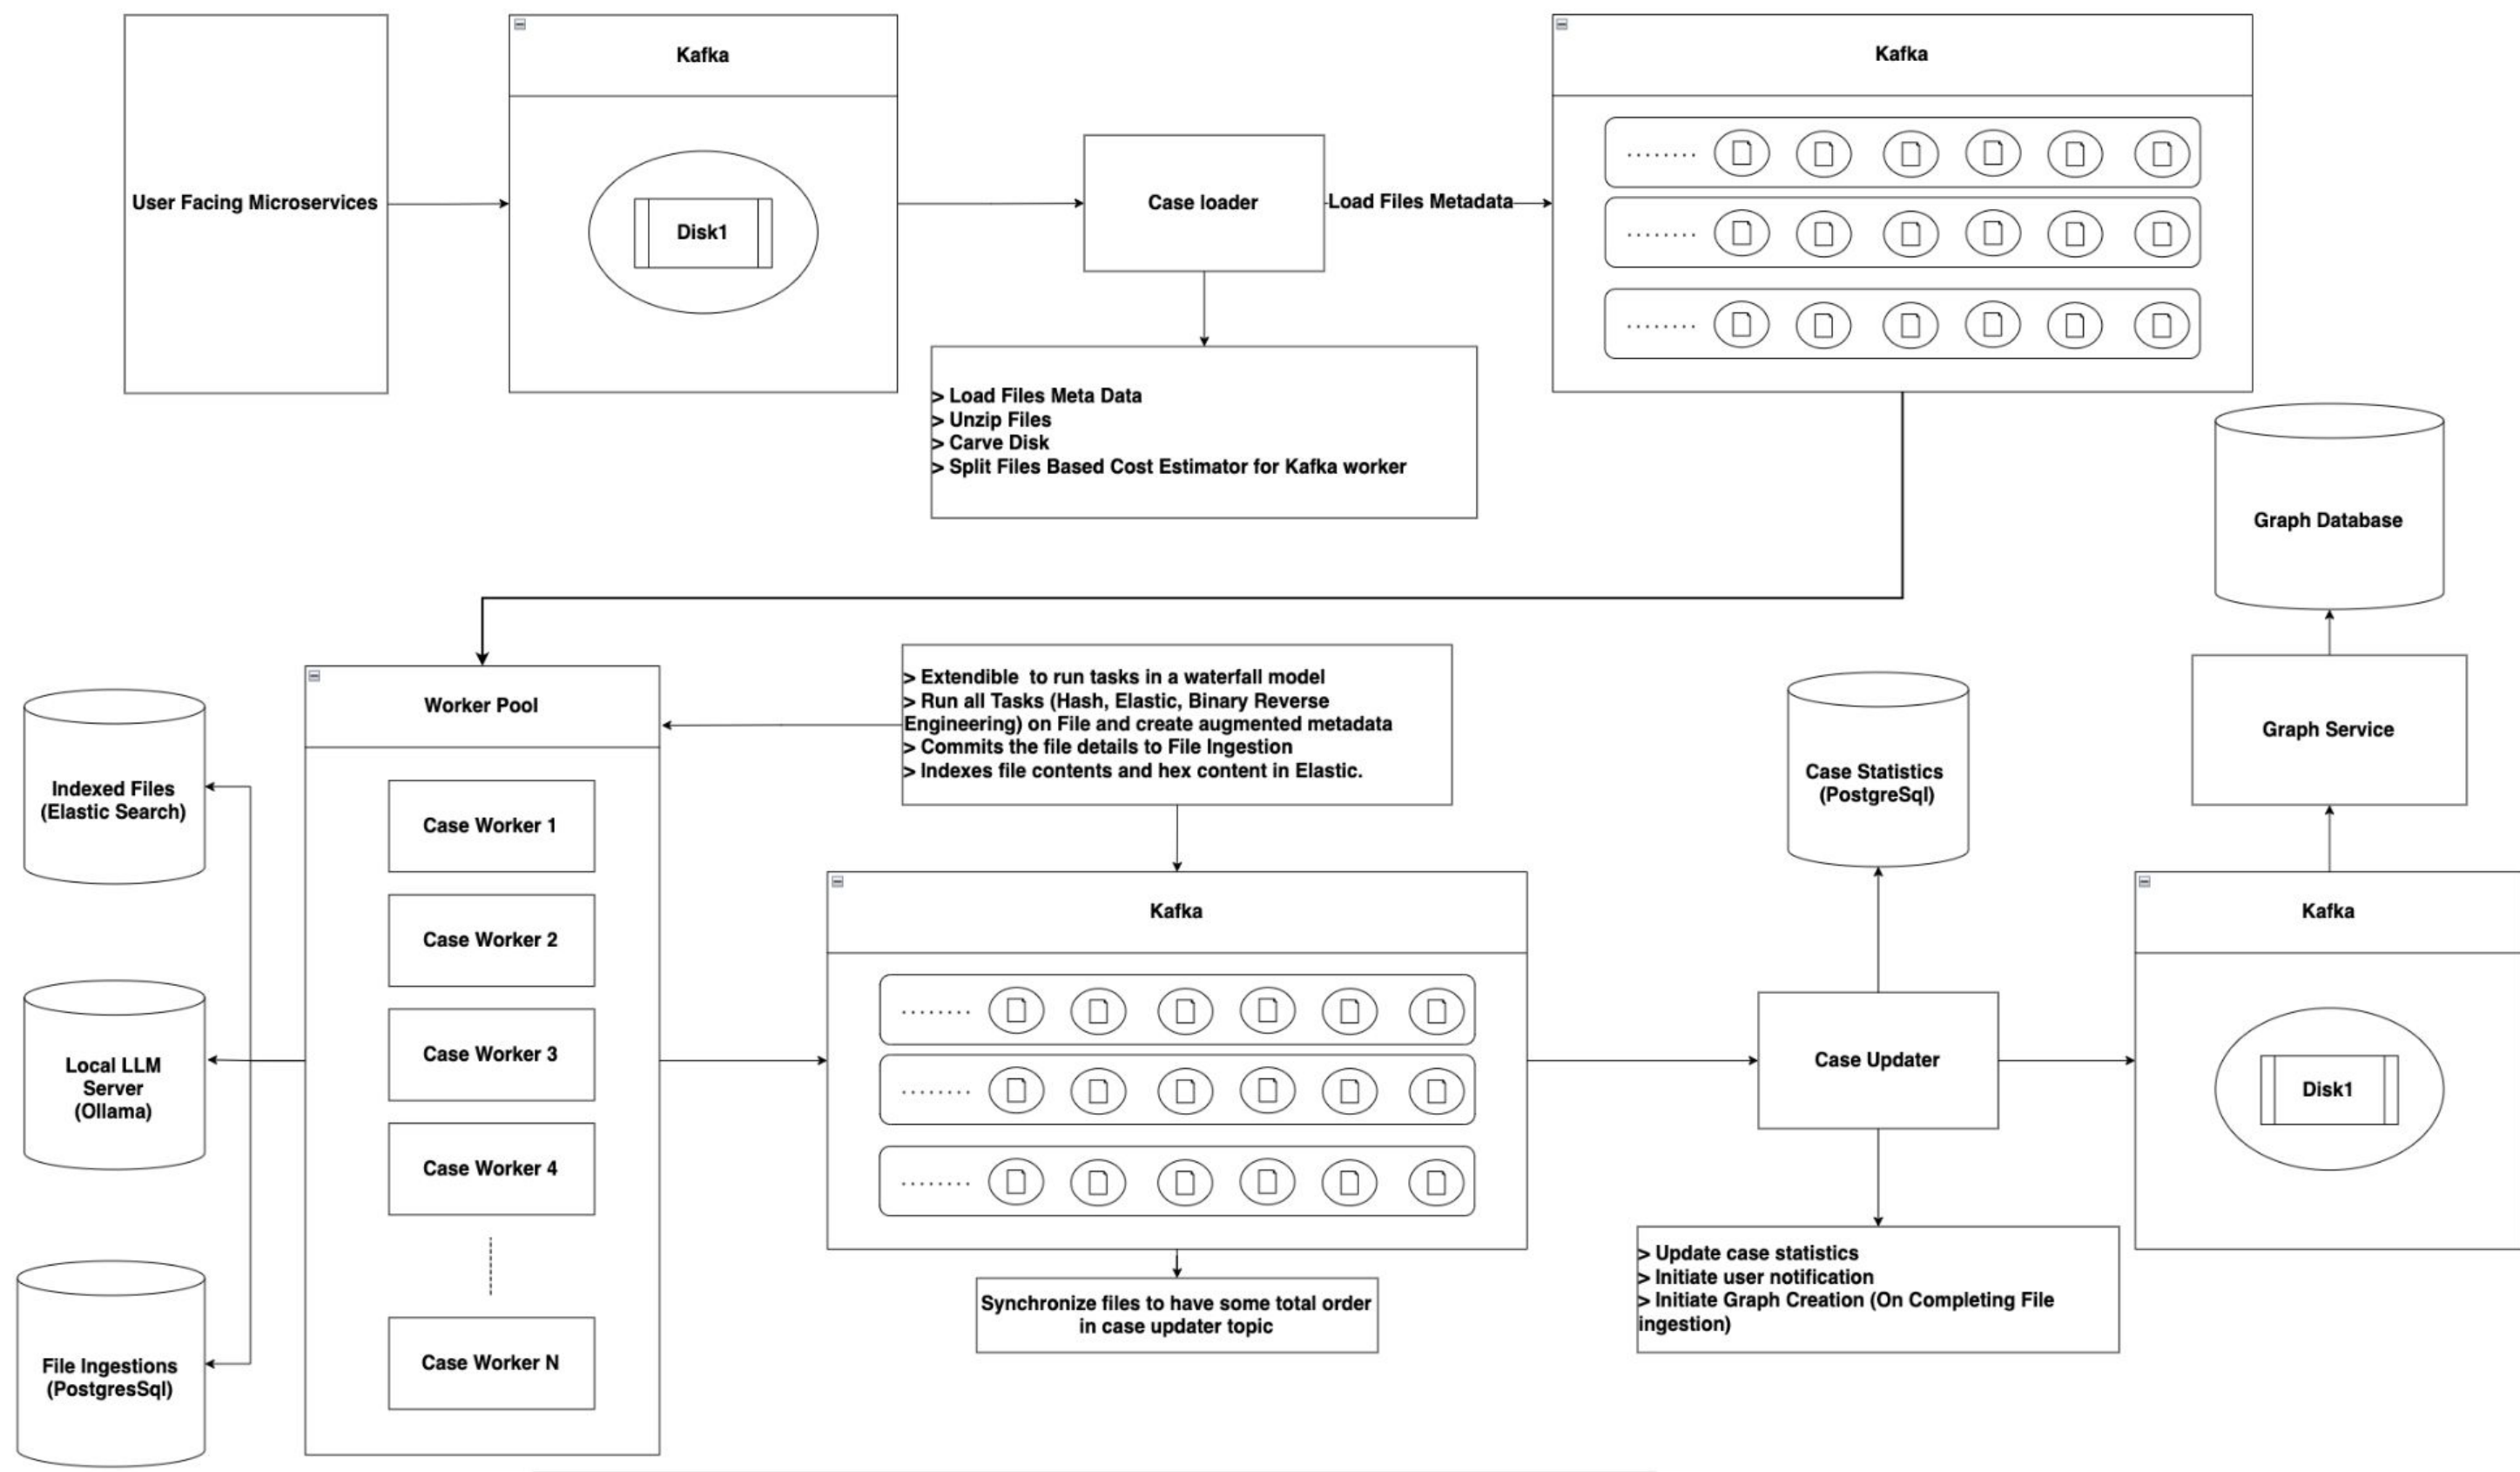 Kafka
Kafka
User Facing Microservices
Disk1
Case loader
Load Files Metadata
........
........
........
> Load Files Meta Data
> Unzip Files
> Carve Disk
> Split Files Based Cost Estimator for Kafka worker
Graph Database
Worker Pool
> Extendible  to run tasks in a waterfall model
> Run all Tasks (Hash, Elastic, Binary Reverse
Engineering) on File and create augmented metadata
> Commits the file details to File Ingestion
> Indexes file contents and hex content in Elastic.
Graph Service
Case Statistics
(PostgreSql)
Indexed Files
(Elastic Search)
Local LLM
Server
(Ollama)
File Ingestions
(PostgresSql)
Case Worker 1
Case Worker 2
Case Worker 3
Case Worker 4
Case Worker N
Kafka
........
........
........
Synchronize files to have some total order
in case updater topic
Case Updater
> Update case statistics
> Initiate user notification
> Initiate Graph Creation (On Completing File
ingestion)
Kafka
Disk1